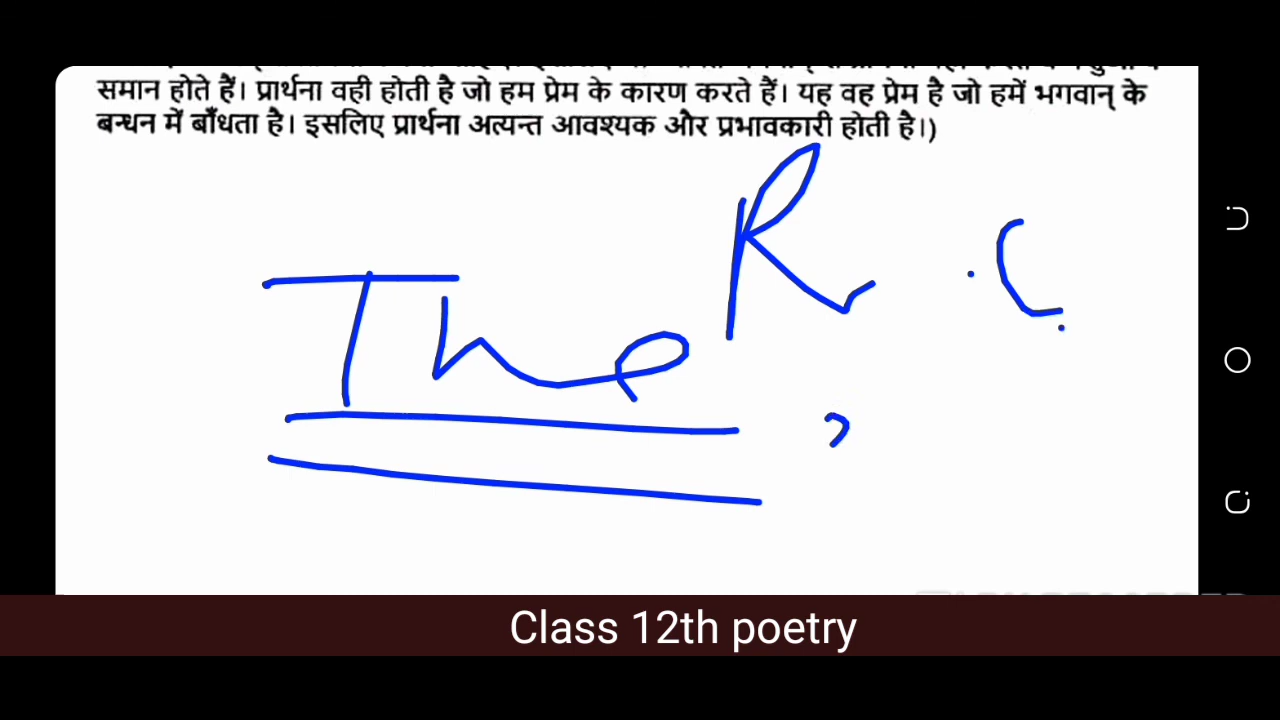 समान होते हैं। प्रार्थना वही होती है जो हम प्रेम के कारण करते हैं। यह वह प्रेम है जो हमें भगवान् के
बन्धन में बाँधता है। इसलिए प्रार्थना अत्यन्त आवश्यक और प्रभावकारी होती है।)
The R . C
Class 12th poetry